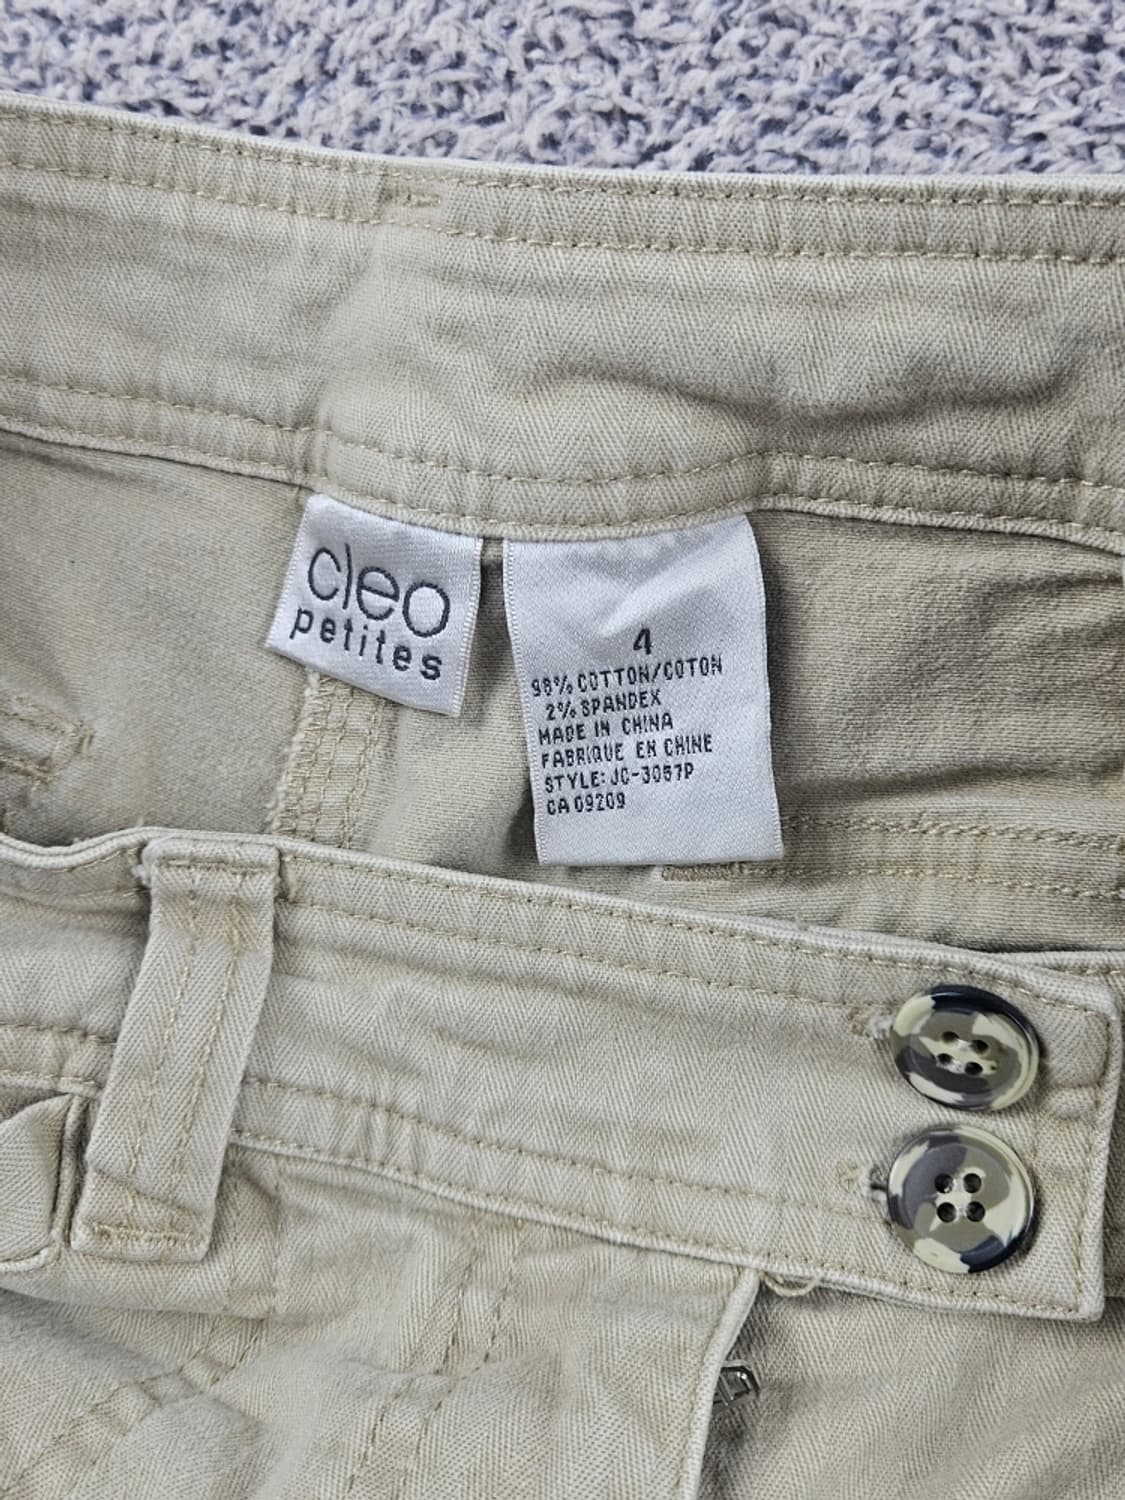 cleo
petites
4
98% COTTON/COTON
2% SPANDEX
MADE IN CHINA
FABRIQUE EN CHINE
STYLE: JC-3057P
CA 09209